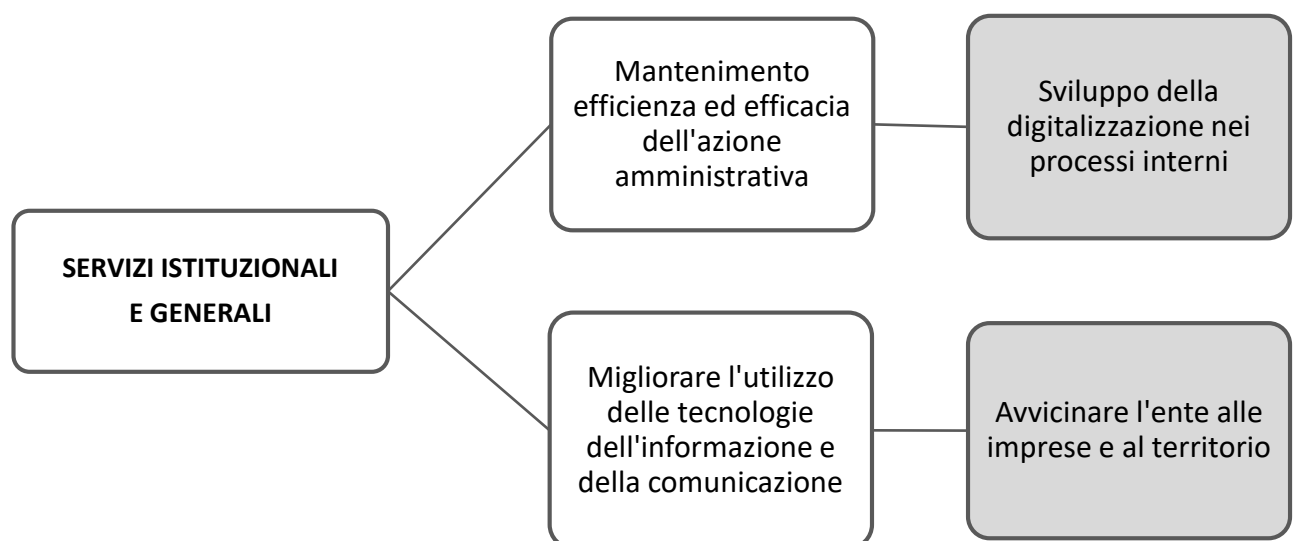 SERVIZI ISTITUZIONALI
E GENERALI
Mantenimento
efficienza ed efficacia
dell'azione
amministrativa
Sviluppo della
digitalizzazione nei
processi interni
Migliorare l'utilizzo
delle tecnologie
dell'informazione e
della comunicazione
Avvicinare l'ente alle
imprese e al territorio